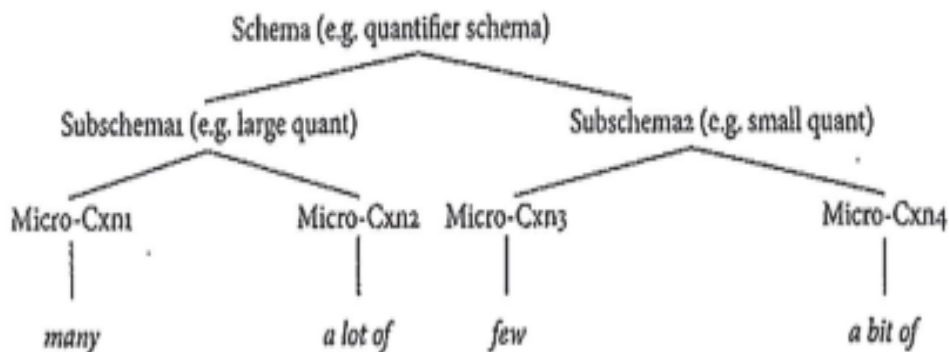 Schema (e.g. quantifier schema)
Subschema1 (e.g. large quant) Subschema2 (e.g. small quant)
Micro-Cxn1 Micro-Cxn2 Micro-Cxn3 Micro-Cxn4
many a lot of few a bit of